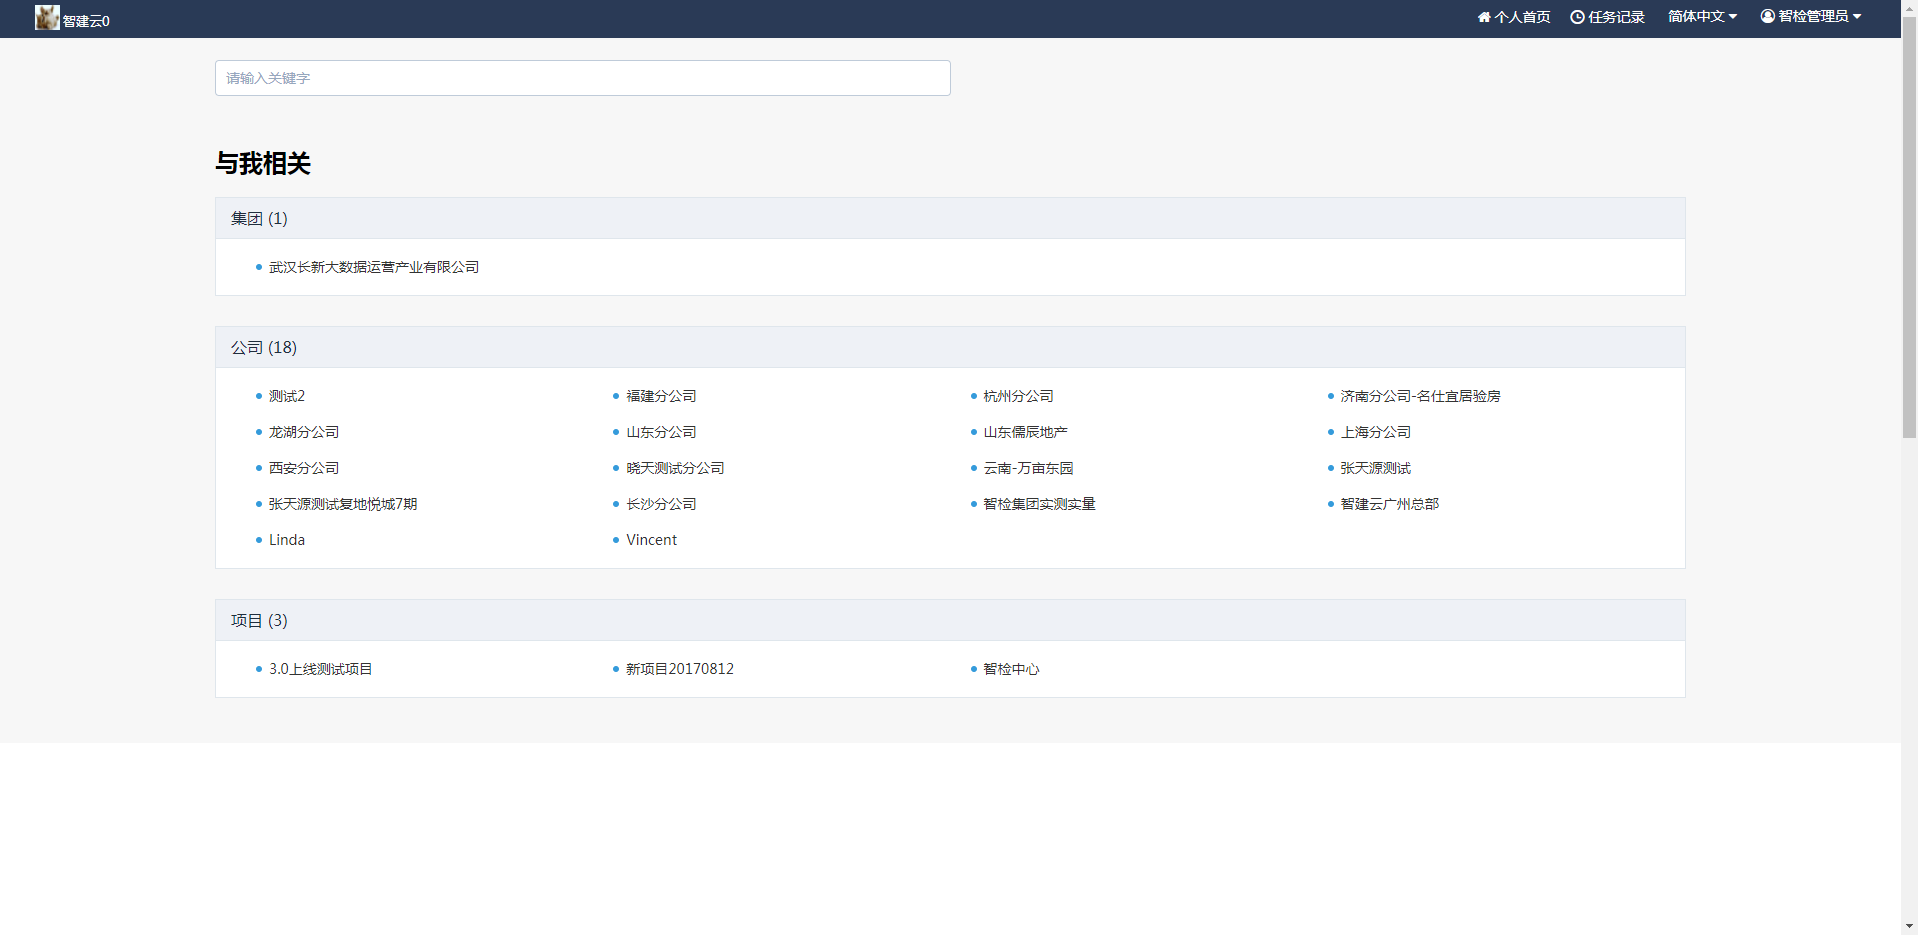 智建云0
个人首页 任务记录 简体中文 智检管理员
请输入关键字
与我相关
集团 (1)
武汉长新大数据运营产业有限公司
公司 (18)
测试2 福建分公司 杭州分公司 济南分公司-名仕宜居验房
龙湖分公司 山东分公司 山东儒辰地产 上海分公司
西安分公司 晓天测试分公司 云南-万亩东园 张天源测试
张天源测试复地悦城7期 长沙分公司 智检集团实测实量 智建云广州总部
Linda Vincent
项目 (3)
3.0上线测试项目 新项目20170812 智检中心